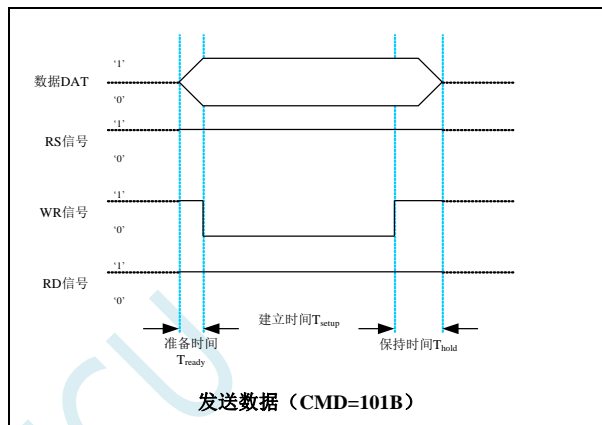 ‘1’
数据DAT
‘0’
‘1’
RS信号
‘0’
‘1’
WR信号
‘0’
‘1’
RD信号
‘0’
建立时间Tsetup
准备时间
Tready
保持时间Thold
发送数据（CMD=101B）